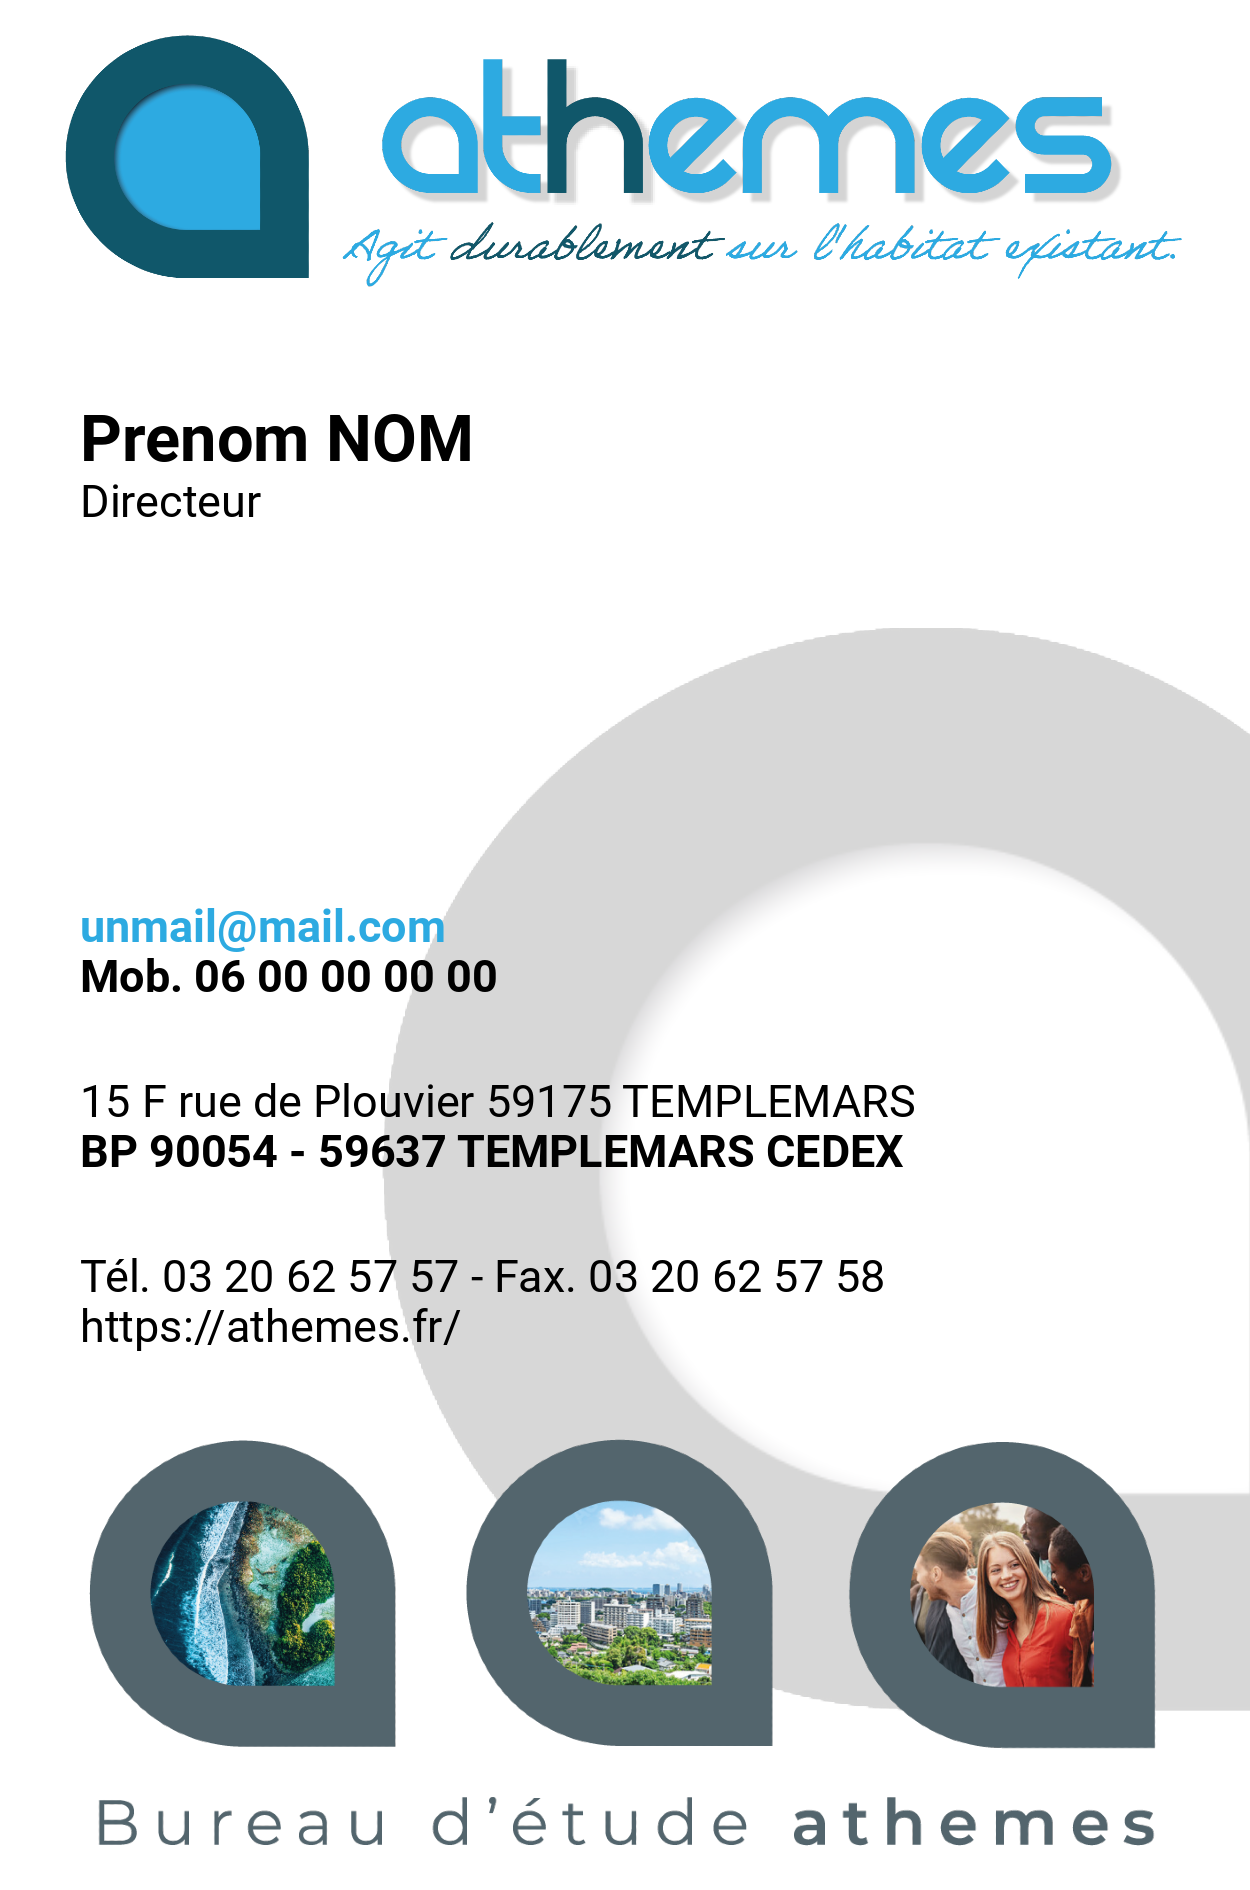 athemes
Agit durablement sur l'habitat existant.
Prenom NOM
Directeur
unmail@mail.com
Mob. 06 00 00 00 00
15 F rue de Plouvier 59175 TEMPLEMARS
BP 90054 - 59637 TEMPLEMARS CEDEX
Tél. 03 20 62 57 57 - Fax. 03 20 62 57 58
https://athemes.fr/
Bureau d’étude athemes